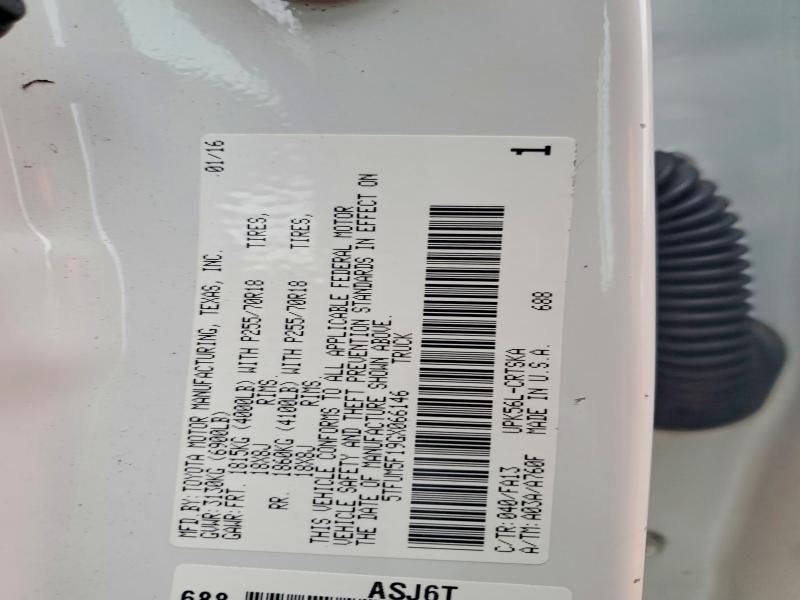 MFD BY: TOYOTA MOTOR MANUFACTURING, TEXAS, INC. 01/16
GVWR: 3130KG (6900LB)
GAWR: FRT. 1815KG (4000LB) WITH P255/70R18 TIRES,
18X8J RIMS.
RR. 1860KG (4100LB) WITH P255/70R18 TIRES,
18X8J RIMS.
THIS VEHICLE CONFORMS TO ALL APPLICABLE FEDERAL MOTOR
VEHICLE SAFETY AND THEFT PREVENTION STANDARDS IN EFFECT ON
THE DATE OF MANUFACTURE SHOWN ABOVE.
5TFUM5F19GX066146 TRUCK
C/TR: 040/FA13 UPK56L-CRTSKA 688
A/TM: A03A/A760F MADE IN U.S.A.
1
688 ASJ6T